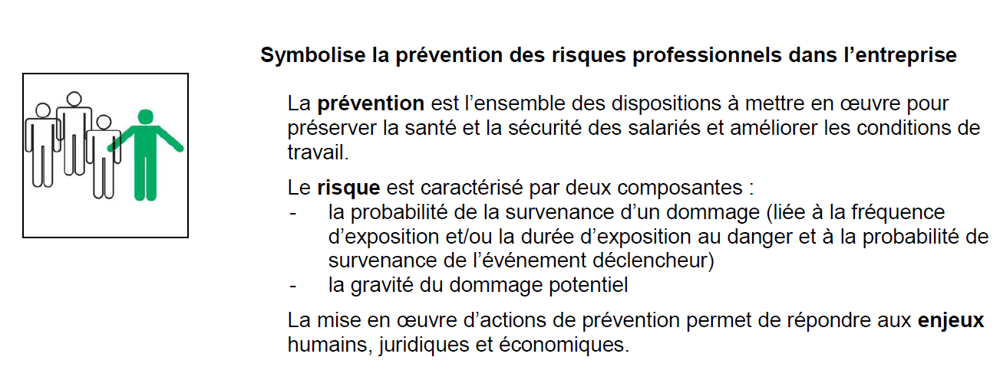 Symbolise la prévention des risques professionnels dans l’entreprise
La prévention est l’ensemble des dispositions à mettre en œuvre pour
préserver la santé et la sécurité des salariés et améliorer les conditions de
travail.
Le risque est caractérisé par deux composantes :
- la probabilité de la survenance d’un dommage (liée à la fréquence
d’exposition et/ou la durée d’exposition au danger et à la probabilité de
survenance de l’événement déclencheur)
- la gravité du dommage potentiel
La mise en œuvre d’actions de prévention permet de répondre aux enjeux
humains, juridiques et économiques.